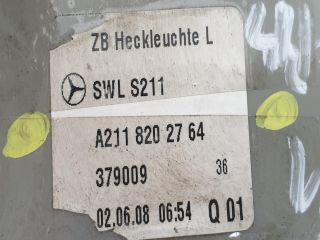 ZB Heckleuchte L
SWL S211
A211 820 27 64
379009 36
02.06.08 06:54 Q 01